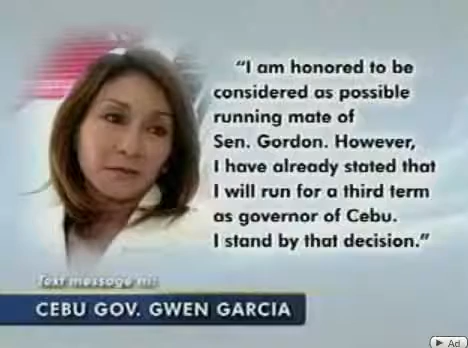 "I am honored to be
considered as possible
running mate of
Sen. Gordon. However,
I have already stated that
I will run for a third term
as governor of Cebu.
I stand by that decision."
Text message ni:
CEBU GOV. GWEN GARCIA
Ad